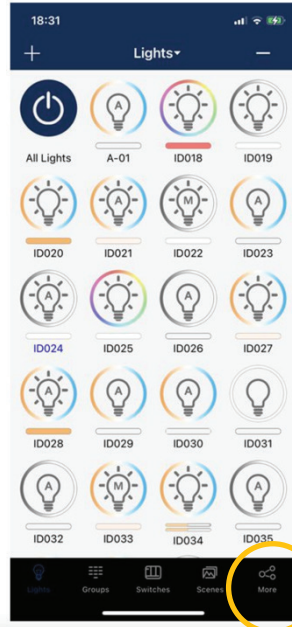 18:31
Lights
All Lights A-01 ID018 ID019
A A M A
ID020 ID021 ID022 ID023
A A
ID024 ID025 ID026 ID027
A A A
ID028 ID029 ID030 ID031
A M A A
ID032 ID033 ID034 ID035
Lights Groups Switches Scenes More